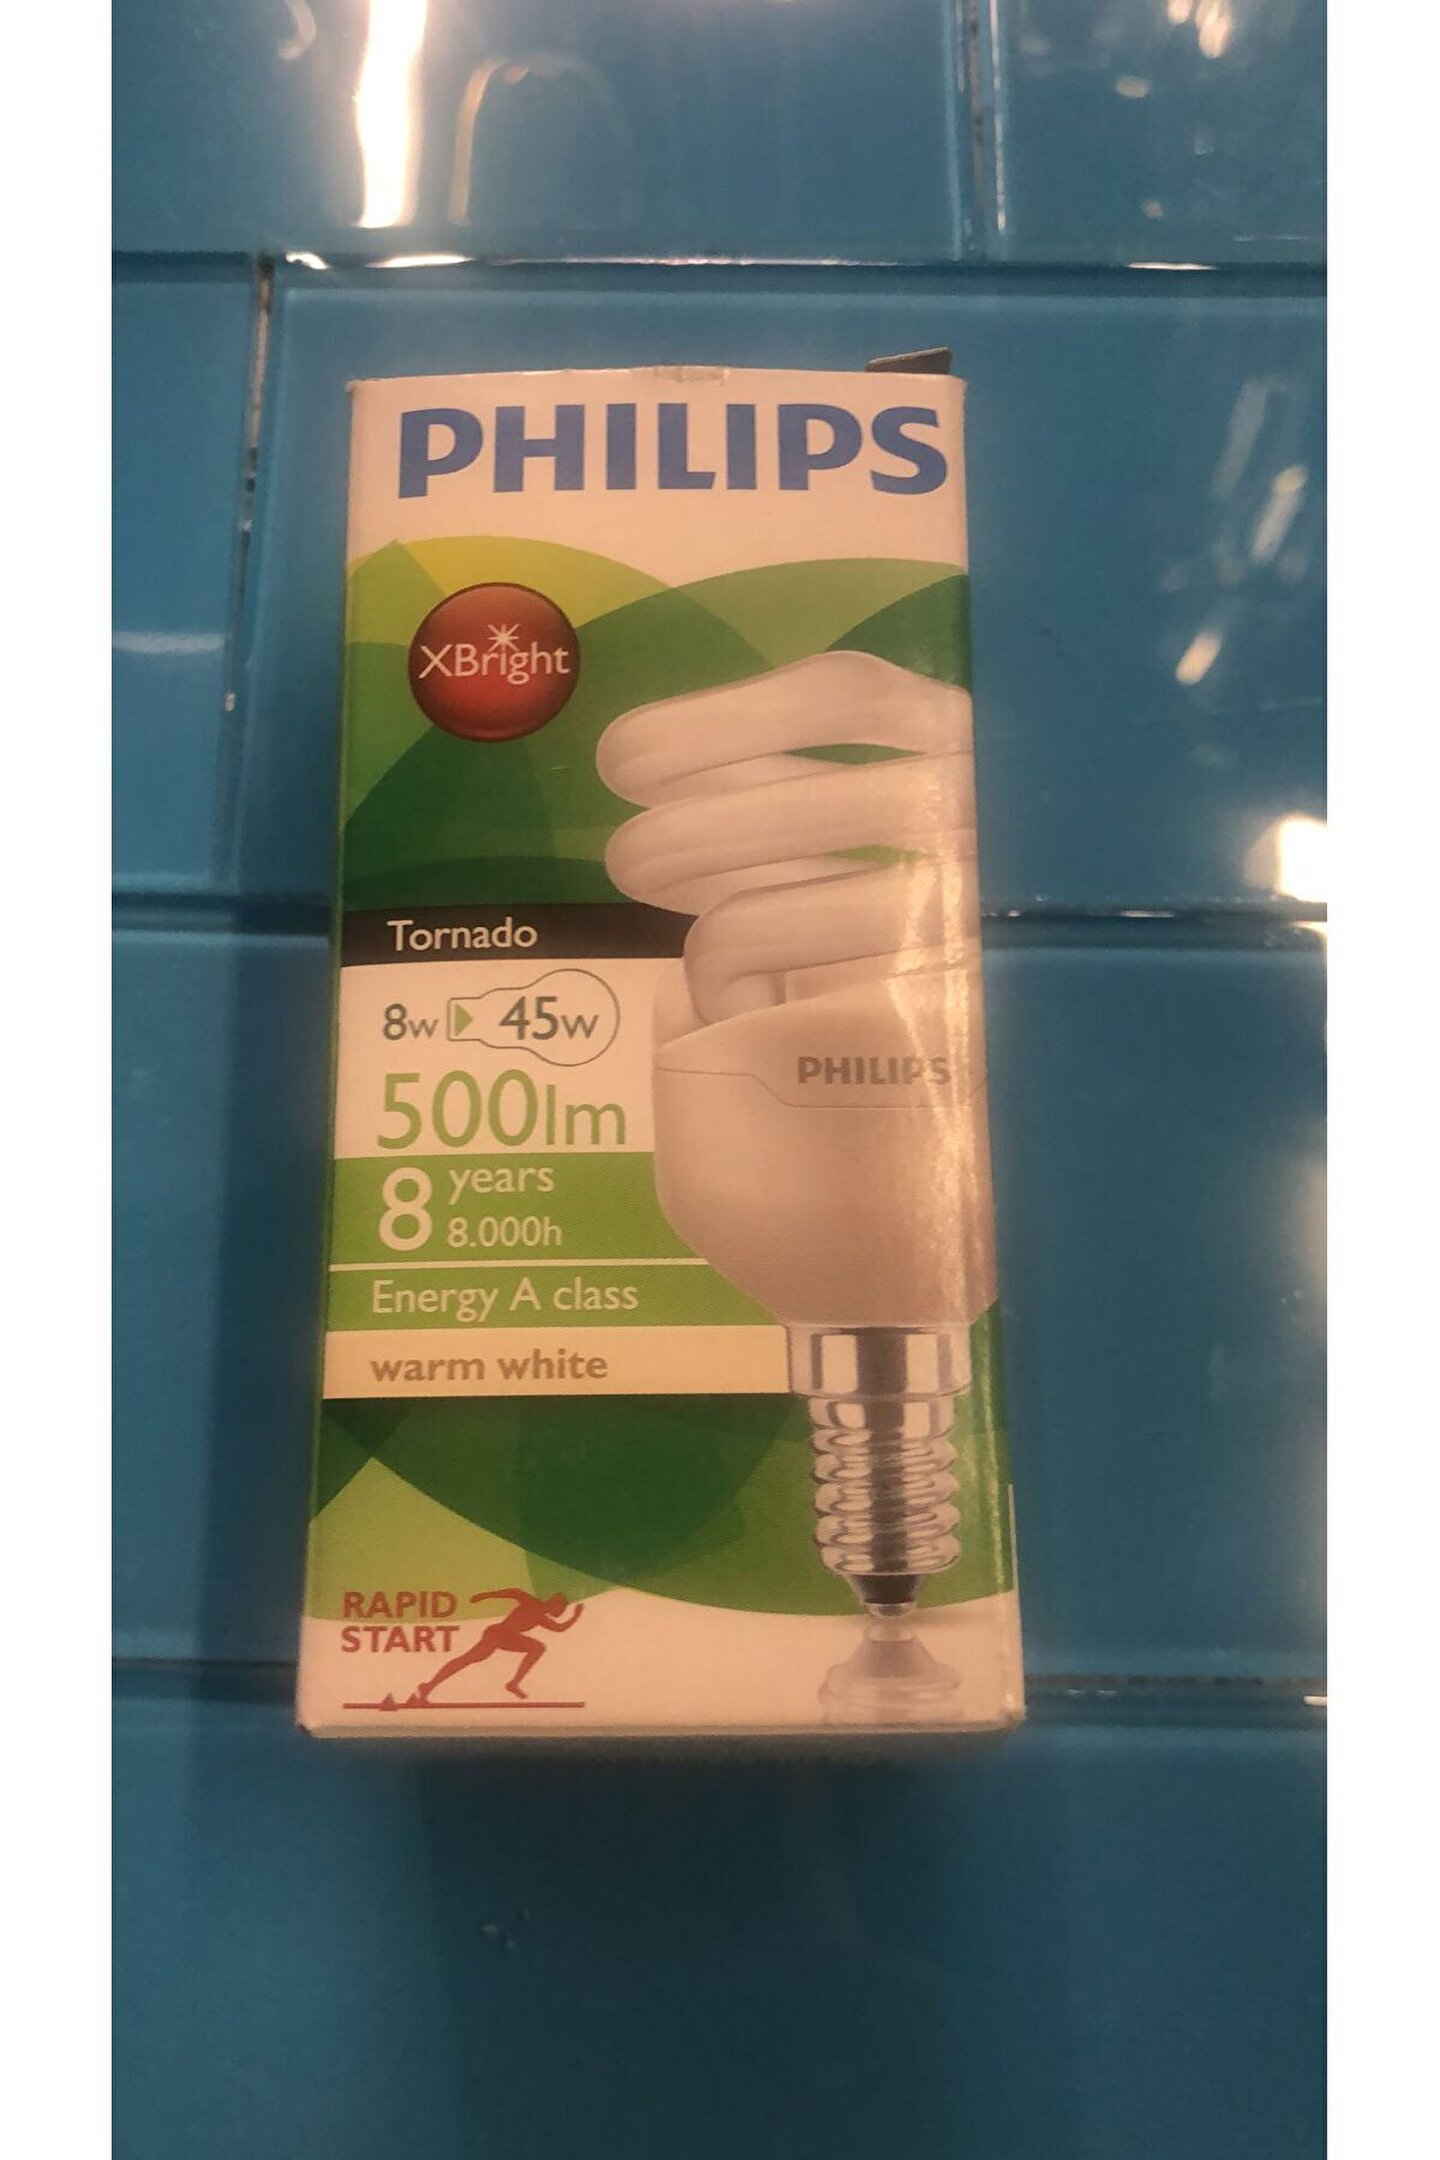 PHILIPS
XBright
Tornado
8w 45w
PHILIPS
500lm
8 years
8.000h
Energy A class
warm white
RAPID
START